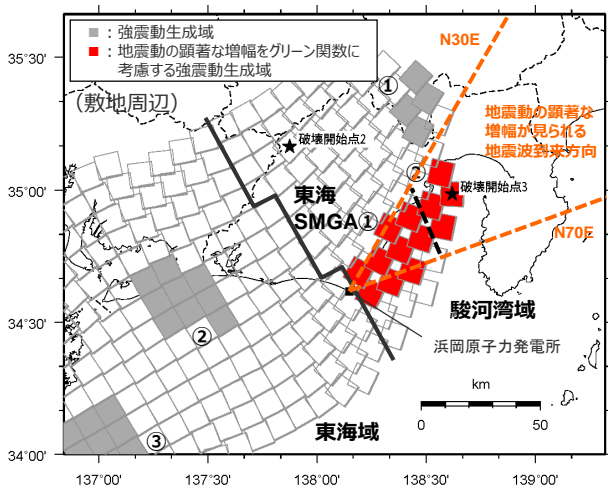 ■：強震動生成域
■：地震動の顕著な増幅をグリーン関数に
考慮する強震動生成域
（敷地周辺）
N30E
地震動の顕著な
増幅が見られる
地震波到来方向
①
破壊開始点2
②
破壊開始点3
東海
SMGA①
N70E
駿河湾域
浜岡原子力発電所
②
東海域
③
km
0 50
35°30'
35°00'
34°30'
34°00'
137°00' 137°30' 138°00' 138°30' 139°00'